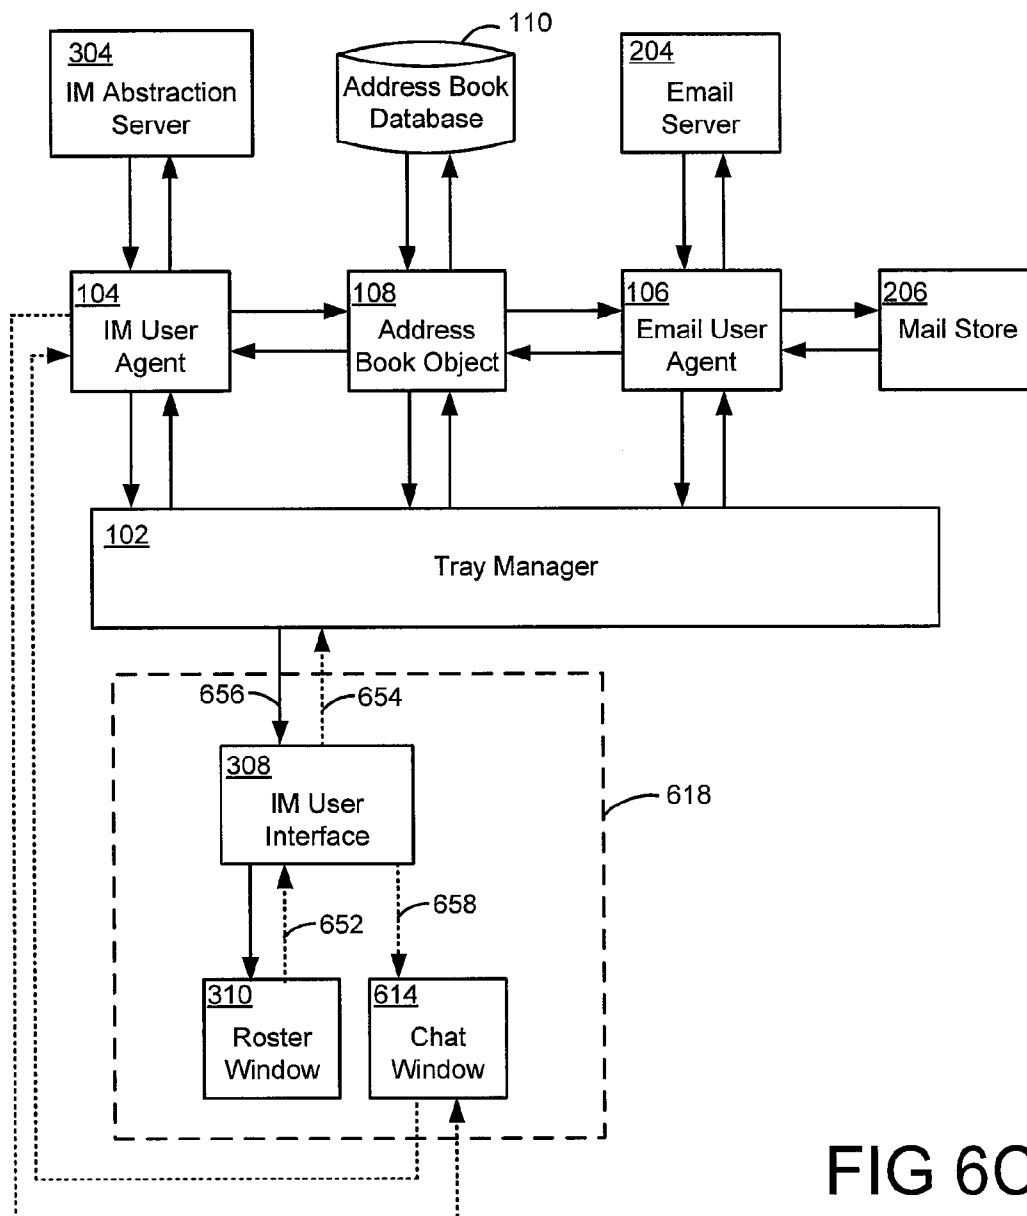 110
304
IM Abstraction
Server
Address Book
Database
204
Email
Server
104
IM User
Agent
108
Address
Book Object
106
Email User
Agent
206
Mail Store
102
Tray Manager
656
654
308
IM User
Interface
618
652
658
310
Roster
Window
614
Chat
Window
FIG 6C